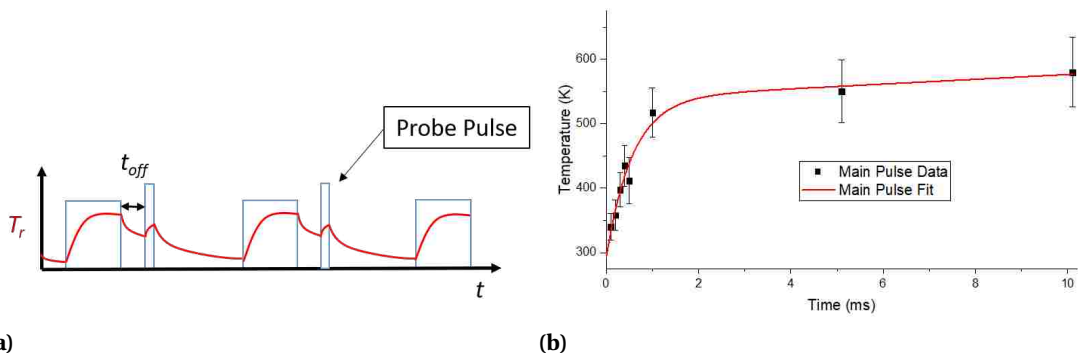 Probe Pulse
t_off
T_r
t
a)
Temperature (K)
600
500
400
300
Main Pulse Data
Main Pulse Fit
0
2
4
6
8
10
Time (ms)
(b)